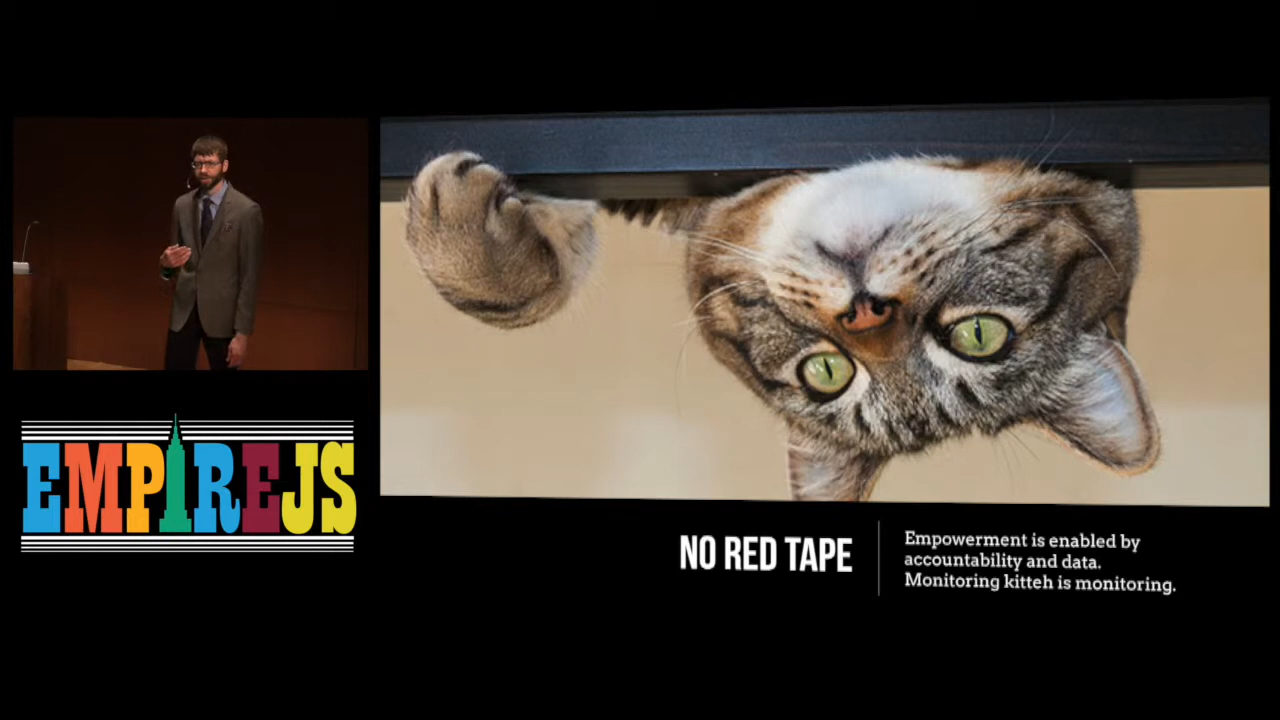 EMPIREJS
NO RED TAPE
Empowerment is enabled by
accountability and data.
Monitoring kitteh is monitoring.